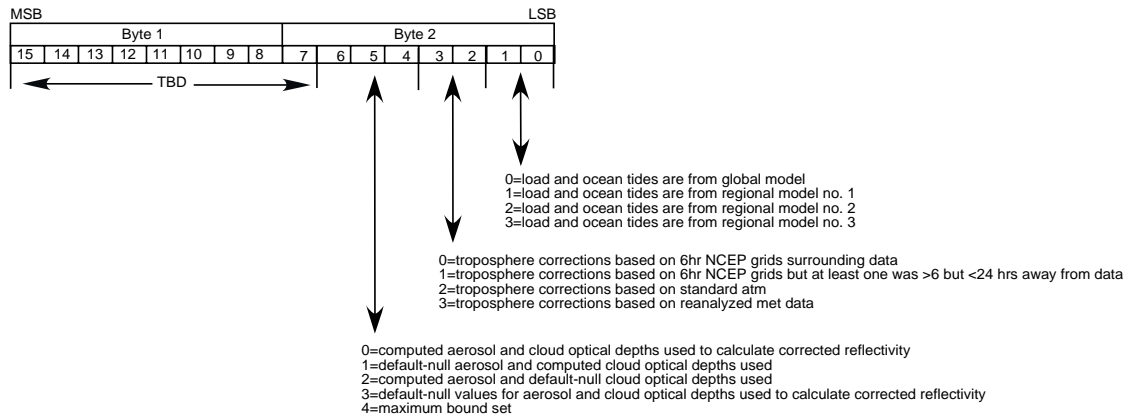 MSB LSB
Byte 1 Byte 2
15 14 13 12 11 10 9 8 7 6 5 4 3 2 1 0
TBD
0=load and ocean tides are from global model
1=load and ocean tides are from regional model no. 1
2=load and ocean tides are from regional model no. 2
3=load and ocean tides are from regional model no. 3
0=troposphere corrections based on 6hr NCEP grids surrounding data
1=troposphere corrections based on 6hr NCEP grids but at least one was >6 but <24 hrs away from data
2=troposphere corrections based on standard atm
3=troposphere corrections based on reanalyzed met data
0=computed aerosol and cloud optical depths used to calculate corrected reflectivity
1=default-null aerosol and computed cloud optical depths used
2=computed aerosol and default-null cloud optical depths used
3=default-null values for aerosol and cloud optical depths used to calculate corrected reflectivity
4=maximum bound set